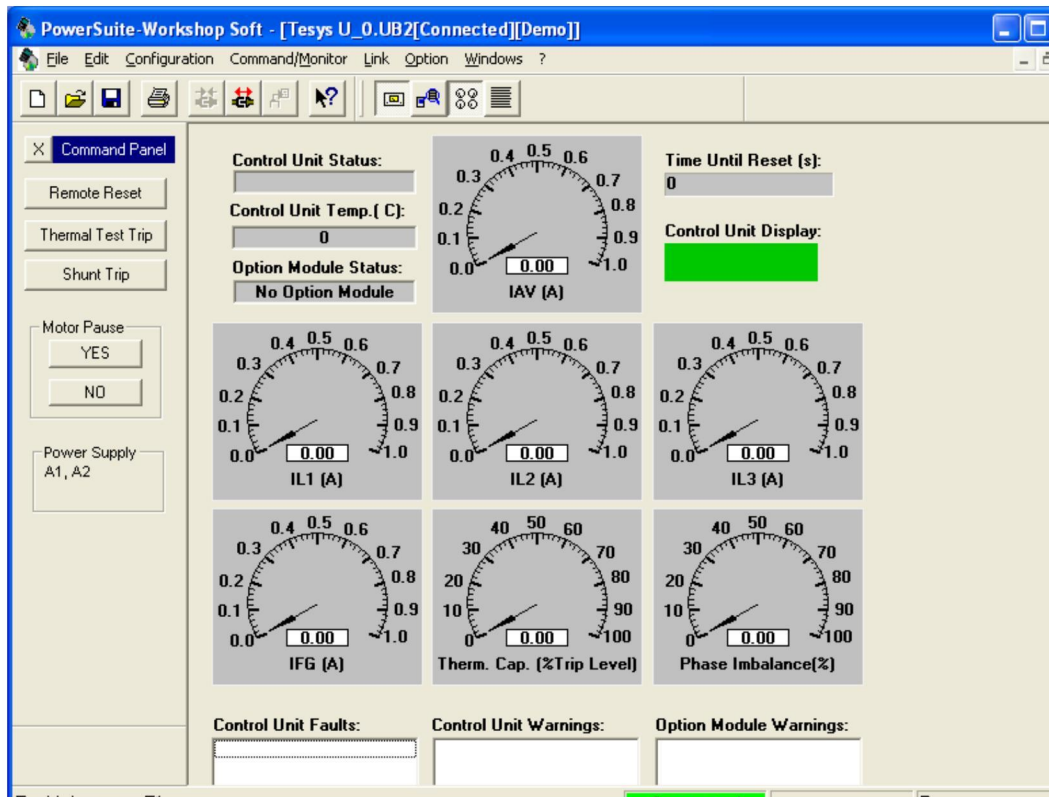 PowerSuite-Workshop Soft - [Tesys U_0.UB2[Connected][Demo]]
File Edit Configuration Command/Monitor Link Option Windows ?
X Command Panel
Remote Reset
Thermal Test Trip
Shunt Trip
Motor Pause
YES
NO
Power Supply
A1, A2
Control Unit Status:
Control Unit Temp.( C):
0
Option Module Status:
No Option Module
0.0 0.1 0.2 0.3 0.4 0.5 0.6 0.7 0.8 0.9 1.0
0.00
IAV (A)
Time Until Reset (s):
0
Control Unit Display:
0.0 0.1 0.2 0.3 0.4 0.5 0.6 0.7 0.8 0.9 1.0
0.00
IL1 (A)
0.0 0.1 0.2 0.3 0.4 0.5 0.6 0.7 0.8 0.9 1.0
0.00
IL2 (A)
0.0 0.1 0.2 0.3 0.4 0.5 0.6 0.7 0.8 0.9 1.0
0.00
IL3 (A)
0.0 0.1 0.2 0.3 0.4 0.5 0.6 0.7 0.8 0.9 1.0
0.00
IFG (A)
0 10 20 30 40 50 60 70 80 90 100
0.00
Therm. Cap. (%Trip Level)
0 10 20 30 40 50 60 70 80 90 100
0.00
Phase Imbalance(%)
Control Unit Faults:
Control Unit Warnings:
Option Module Warnings: